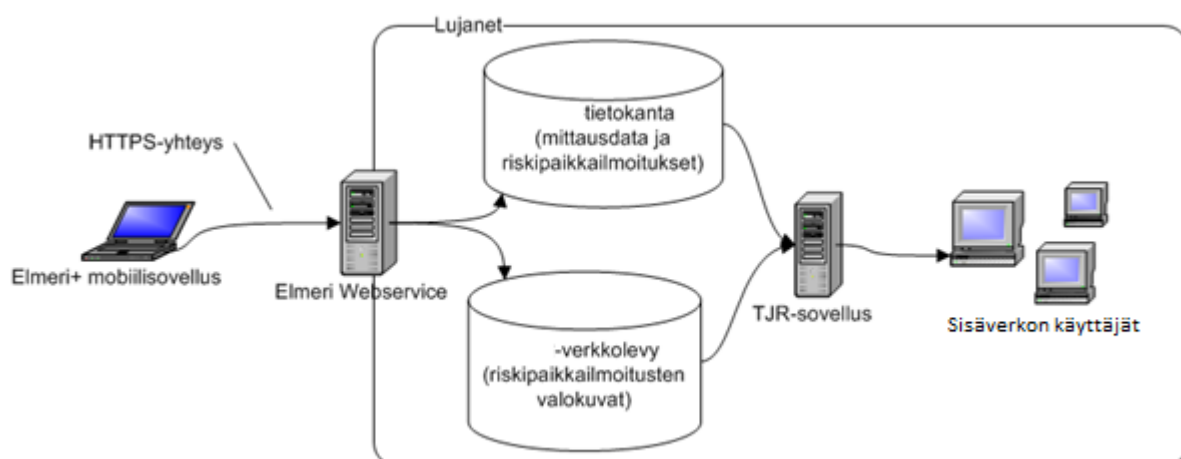 Lujanet
HTTPS-yhteys
Elmeri+ mobiilisovellus
Elmeri Webservice
tietokanta
(mittausdata ja
riskipaikkailmoitukset)
-verkkolevy
(riskipaikkailmoitusten
valokuvat)
TJR-sovellus
Sisäverkon käyttäjät